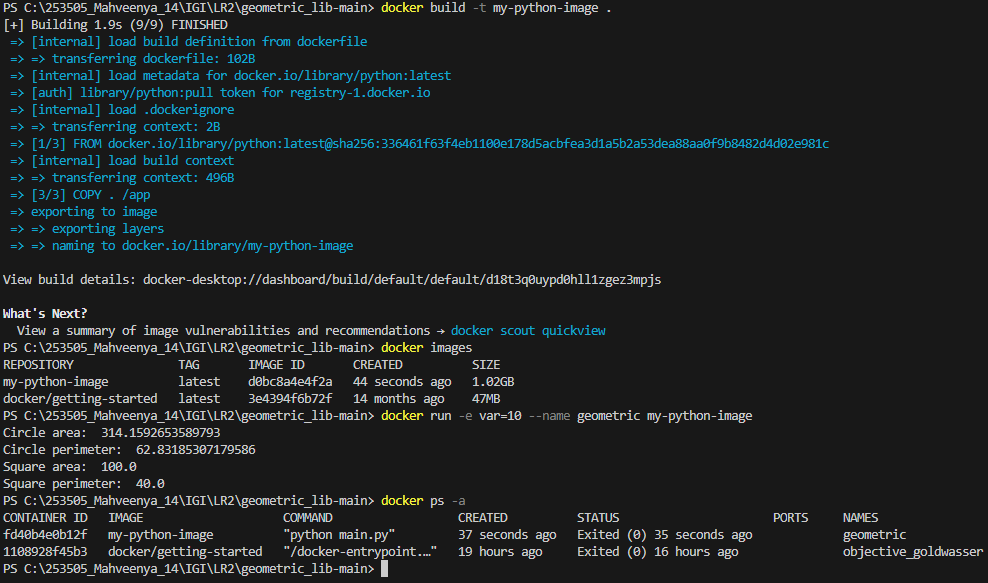 PS C:\253505_Mahveenya_14\IGI\LR2\geometric_lib-main> docker build -t my-python-image .
[+] Building 1.9s (9/9) FINISHED
=> [internal] load build definition from dockerfile
=> => transferring dockerfile: 102B
=> [internal] load metadata for docker.io/library/python:latest
=> [auth] library/python:pull token for registry-1.docker.io
=> [internal] load .dockerignore
=> => transferring context: 2B
=> [1/3] FROM docker.io/library/python:latest@sha256:336461f63f4eb1100e178d5acbfea3d1a5b2a53dea88aa0f9b8482d4d02e981c
=> [internal] load build context
=> => transferring context: 496B
=> [3/3] COPY . /app
=> exporting to image
=> => exporting layers
=> => naming to docker.io/library/my-python-image
View build details: docker-desktop://dashboard/build/default/default/d18t3q0uypd0hll1zgez3mpjs
What's Next?
View a summary of image vulnerabilities and recommendations → docker scout quickview
PS C:\253505_Mahveenya_14\IGI\LR2\geometric_lib-main> docker images
REPOSITORY TAG IMAGE ID CREATED SIZE
my-python-image latest d0bc8a4e4f2a 44 seconds ago 1.02GB
docker/getting-started latest 3e4394f6b72f 14 months ago 47MB
PS C:\253505_Mahveenya_14\IGI\LR2\geometric_lib-main> docker run -e var=10 --name geometric my-python-image
Circle area:  314.1592653589793
Circle perimeter:  62.83185307179586
Square area:  100.0
Square perimeter:  40.0
PS C:\253505_Mahveenya_14\IGI\LR2\geometric_lib-main> docker ps -a
CONTAINER ID IMAGE COMMAND CREATED STATUS PORTS NAMES
fd40b4e0b12f my-python-image "python main.py" 37 seconds ago Exited (0) 35 seconds ago geometric
1108928f45b3 docker/getting-started "/docker-entrypoint.…" 19 hours ago Exited (0) 16 hours ago objective_goldwasser
PS C:\253505_Mahveenya_14\IGI\LR2\geometric_lib-main>